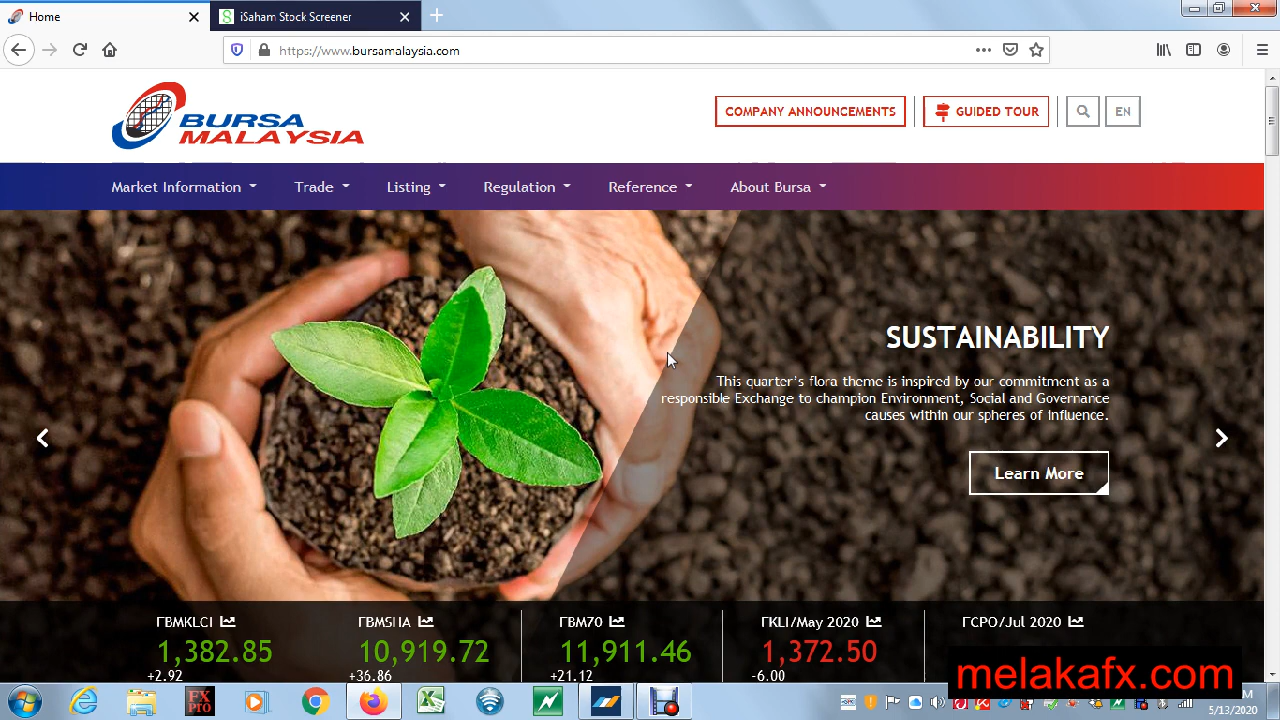 Home
iSaham Stock Screener
https://www.bursamalaysia.com
BURSA
MALAYSIA
COMPANY ANNOUNCEMENTS
GUIDED TOUR
EN
Market Information
Trade
Listing
Regulation
Reference
About Bursa
SUSTAINABILITY
This quarter's flora theme is inspired by our commitment as a
responsible Exchange to champion Environment, Social and Governance
causes within our spheres of influence.
Learn More
FBMKLCI
1,382.85
+2.92
FBMSHA
10,919.72
+36.86
FBM70
11,911.46
+21.12
FKLI/May 2020
1,372.50
-6.00
FCPO/Jul 2020
melakafx.com
FX
PRO
5/13/2020